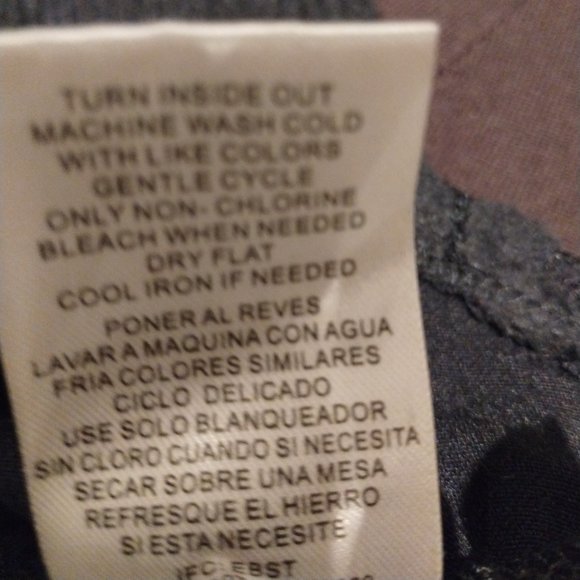 TURN INSIDE OUT
MACHINE WASH COLD
WITH LIKE COLORS
GENTLE CYCLE
ONLY NON- CHLORINE
BLEACH WHEN NEEDED
DRY FLAT
COOL IRON IF NEEDED
PONER AL REVES
LAVAR A MAQUINA CON AGUA
FRIA COLORES SIMILARES
CICLO DELICADO
USE SOLO BLANQUEADOR
SIN CLORO CUANDO SI NECESITA
SECAR SOBRE UNA MESA
REFRESQUE EL HIERRO
SI ESTA NECESITE